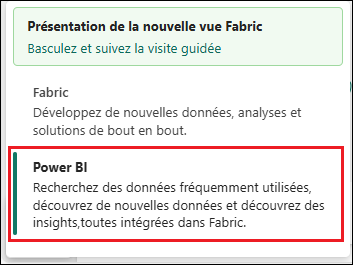 Présentation de la nouvelle vue Fabric
Basculez et suivez la visite guidée
Fabric
Développez de nouvelles données, analyses et
solutions de bout en bout.
Power BI
Recherchez des données fréquemment utilisées,
découvrez de nouvelles données et découvrez des
insights,toutes intégrées dans Fabric.